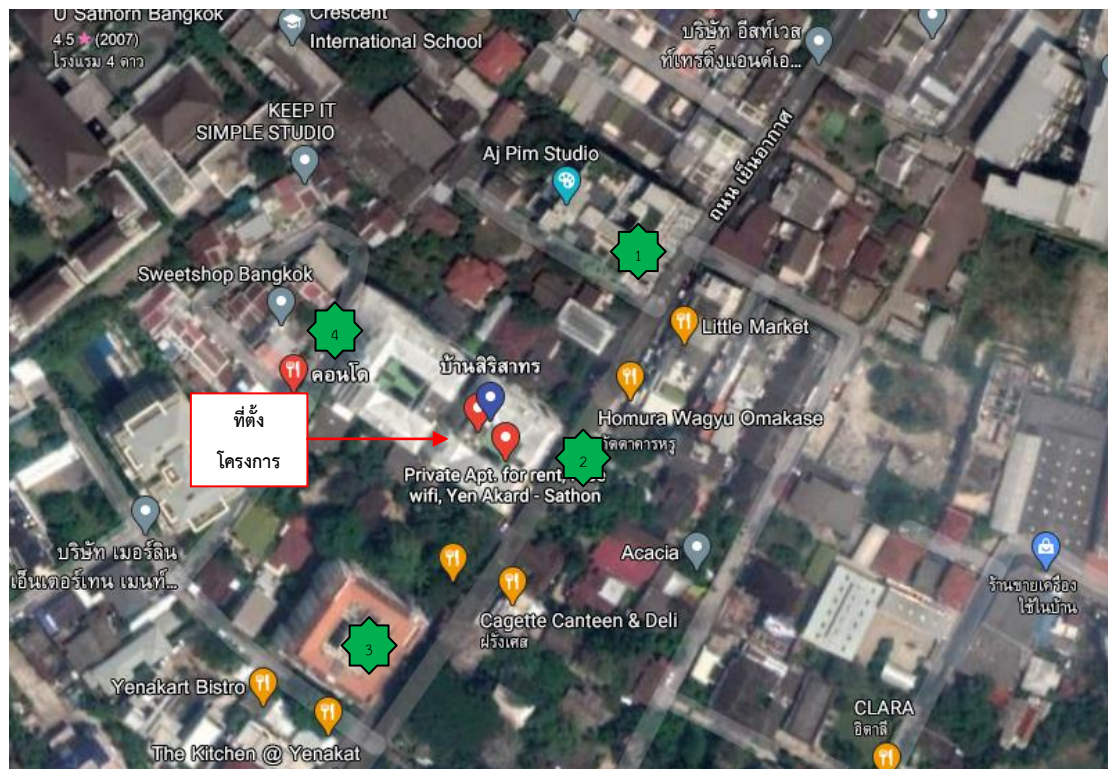 U Sathorn Bangkok
4.5 ★ (2007)
โรงแรม 4 ดาว
Crescent
International School
บริษัท อีสท์เวส
ท์เทรดิ้งแอนด์เอ...
KEEP IT
SIMPLE STUDIO
Aj Pim Studio
ถนน เย็นอากาศ
1
Sweetshop Bangkok
4
Little Market
บ้านสิริสาทร
คอนโด
Homura Wagyu Omakase
ที่ตั้ง
โครงการ
2
Private Apt. for rent,
wifi, Yen Akard - Sathon
Acacia
บริษัท เมอร์ลิน
เอ็นเตอร์เทน เมนท์...
ร้านขายเครื่อง
ใช้ในบ้าน
Cagette Canteen & Deli
ฝรั่งเศส
3
Yenakart Bistro
CLARA
อิตาลี
The Kitchen @ Yenakat